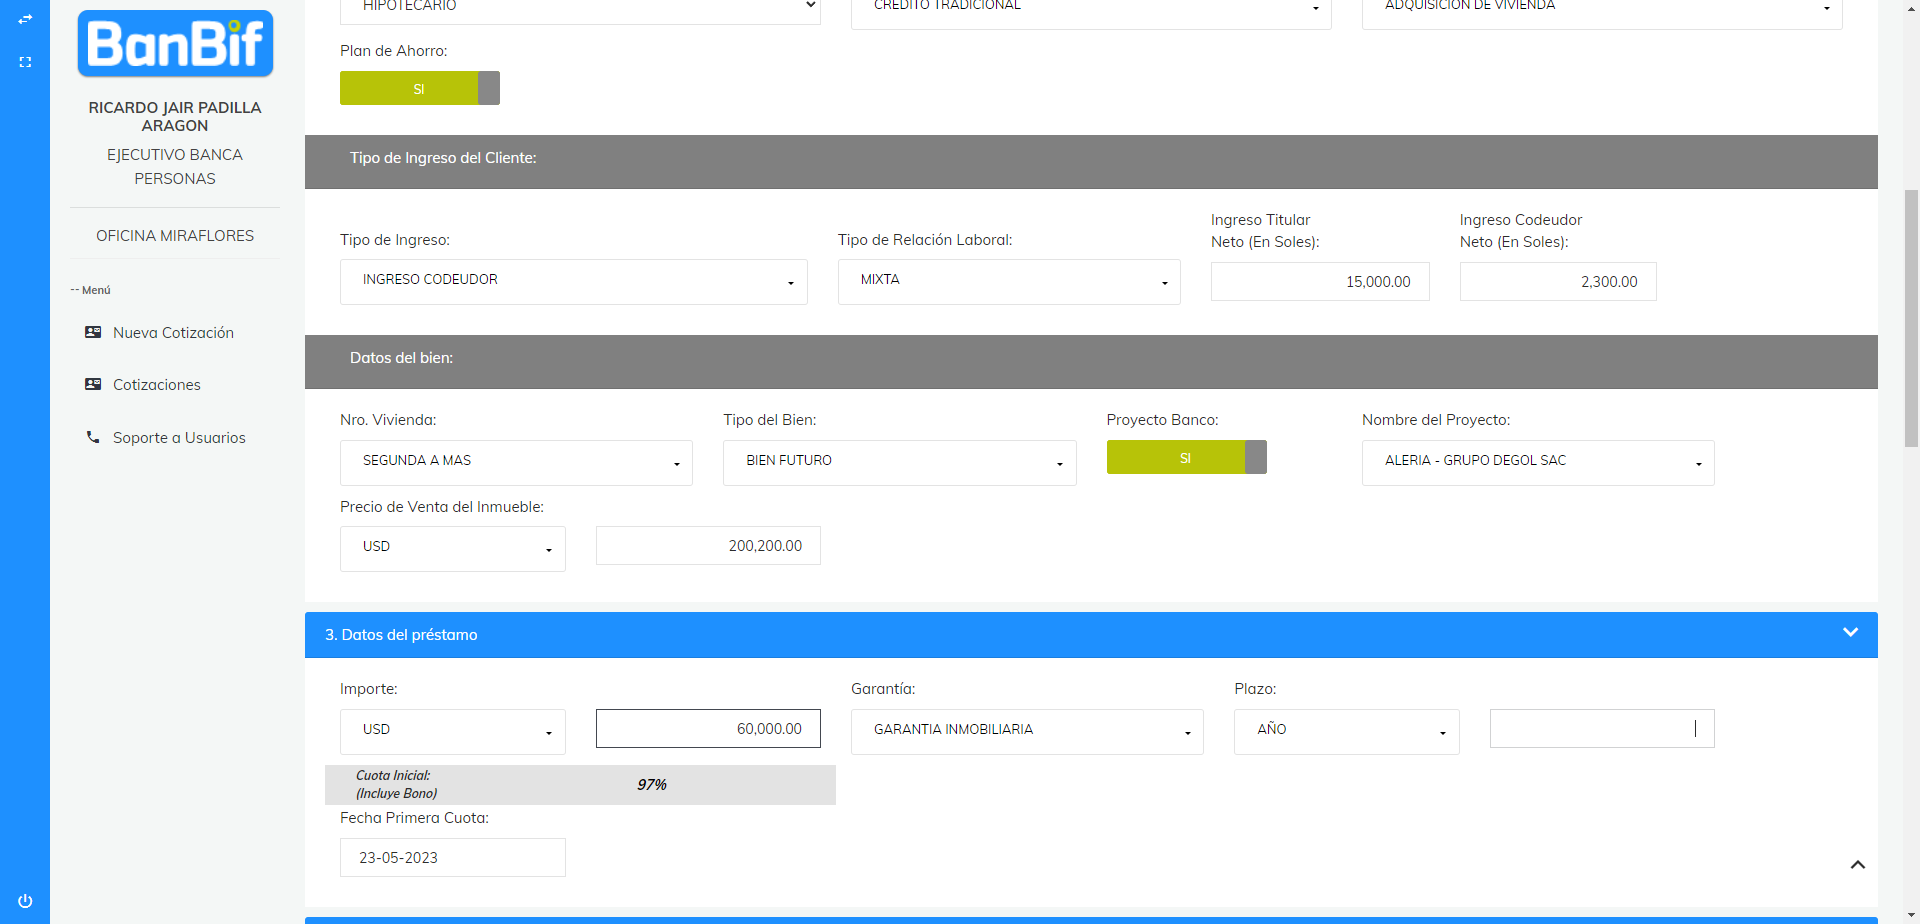 BanBif
RICARDO JAIR PADILLA
ARAGON
EJECUTIVO BANCA
PERSONAS
OFICINA MIRAFLORES
-- Menú
Nueva Cotización
Cotizaciones
Soporte a Usuarios
HIPOTECARIO
CREDITO TRADICIONAL
ADQUISICION DE VIVIENDA
Plan de Ahorro:
SI
Tipo de Ingreso del Cliente:
Tipo de Ingreso:
INGRESO CODEUDOR
Tipo de Relación Laboral:
MIXTA
Ingreso Titular
Neto (En Soles):
15,000.00
Ingreso Codeudor
Neto (En Soles):
2,300.00
Datos del bien:
Nro. Vivienda:
SEGUNDA A MAS
Tipo del Bien:
BIEN FUTURO
Proyecto Banco:
SI
Nombre del Proyecto:
ALERIA - GRUPO DEGOL SAC
Precio de Venta del Inmueble:
USD
200,200.00
3. Datos del préstamo
Importe:
USD
60,000.00
Garantía:
GARANTIA INMOBILIARIA
Plazo:
AÑO
Cuota Inicial:
(Incluye Bono)
97%
Fecha Primera Cuota:
23-05-2023